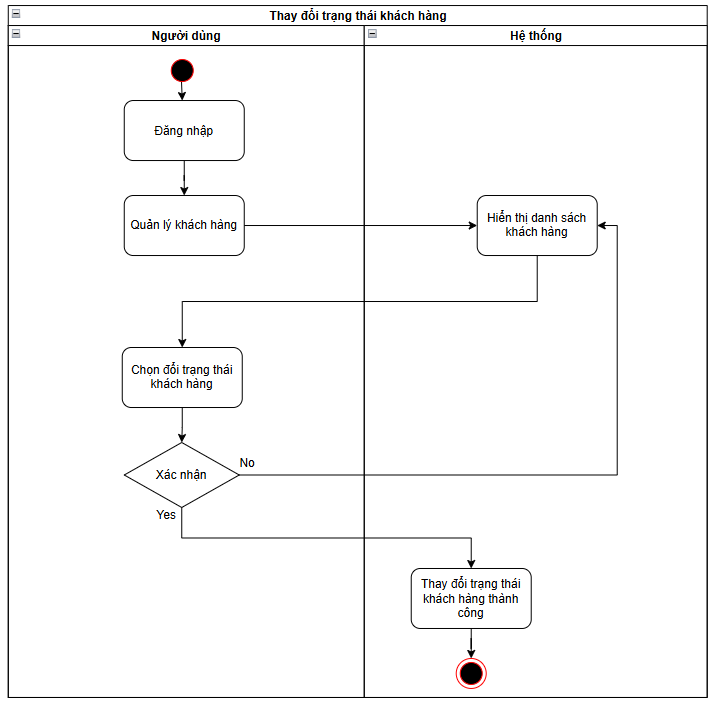 Thay đổi trạng thái khách hàng
Người dùng
Hệ thống
Đăng nhập
Quản lý khách hàng
Hiển thị danh sách
khách hàng
Chọn đổi trạng thái
khách hàng
Xác nhận
No
Yes
Thay đổi trạng thái
khách hàng thành
công